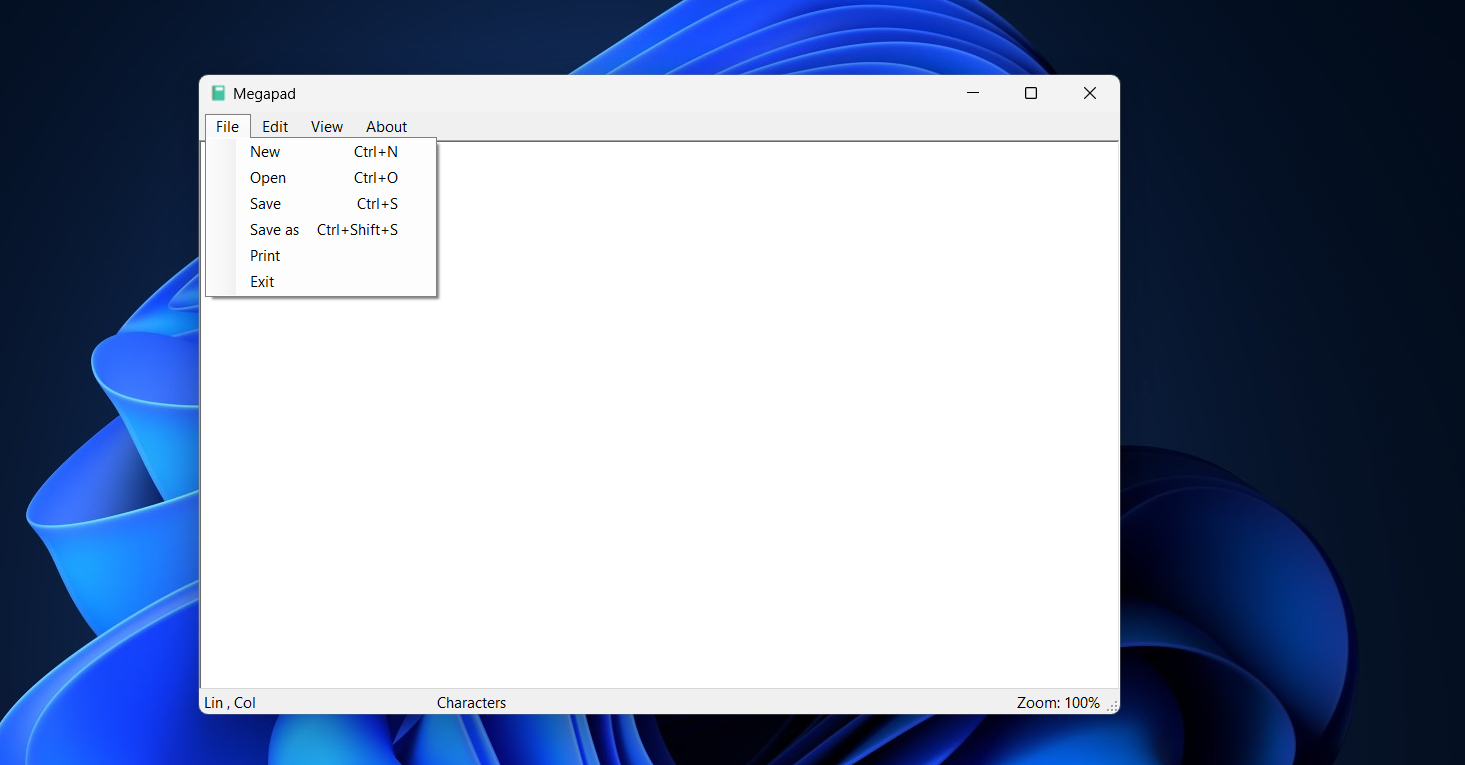 Megapad
File Edit View About
New Ctrl+N
Open Ctrl+O
Save Ctrl+S
Save as Ctrl+Shift+S
Print
Exit
Lin , Col Characters Zoom: 100%